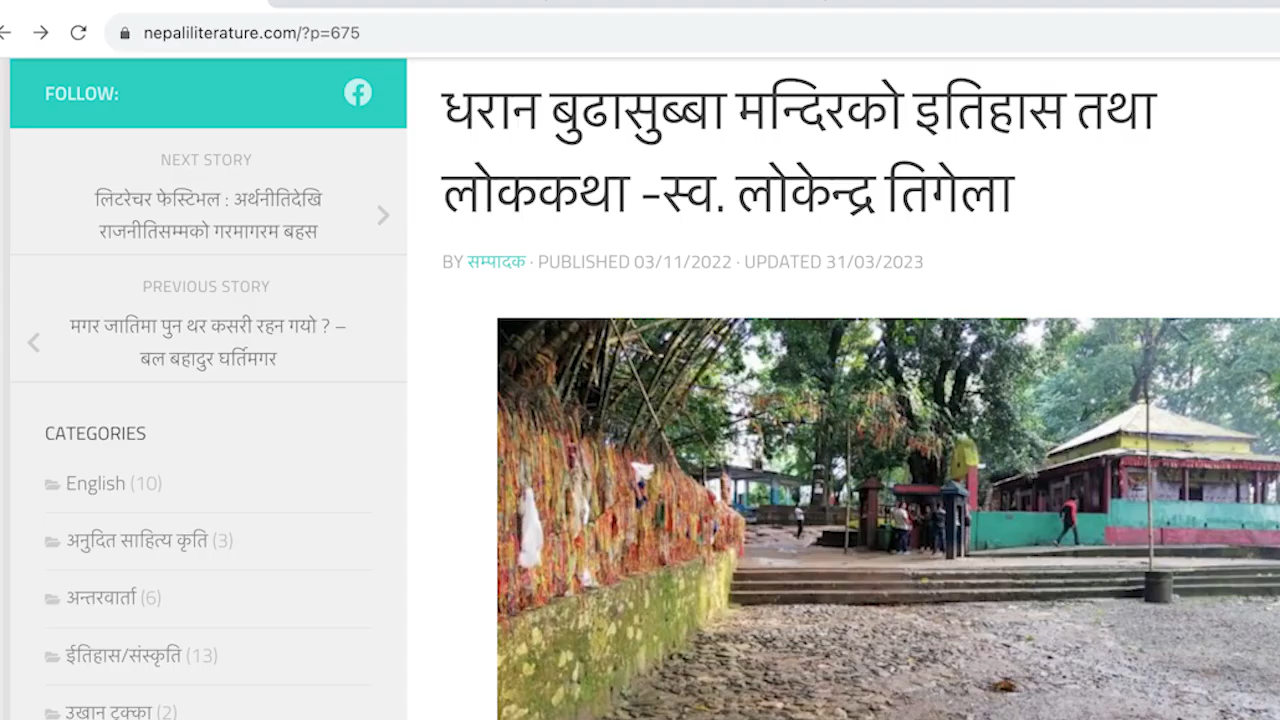 nepaliliterature.com/?p=675
FOLLOW:
NEXT STORY
लिटरेचर फेस्टिभल : अर्थनीतिदेखि
राजनीतिसम्मको गरमागरम बहस
PREVIOUS STORY
मगर जातिमा पुन थर कसरी रहन गयो ? –
बल बहादुर घर्तिमगर
CATEGORIES
English (10)
अनुदित साहित्य कृति (3)
अन्तरवार्ता (6)
ईतिहास/संस्कृति (13)
उखान टुक्का (2)
धरान बुढासुब्बा मन्दिरको इतिहास तथा
लोककथा -स्व. लोकेन्द्र तिगेला
BY सम्पादक · PUBLISHED 03/11/2022 · UPDATED 31/03/2023